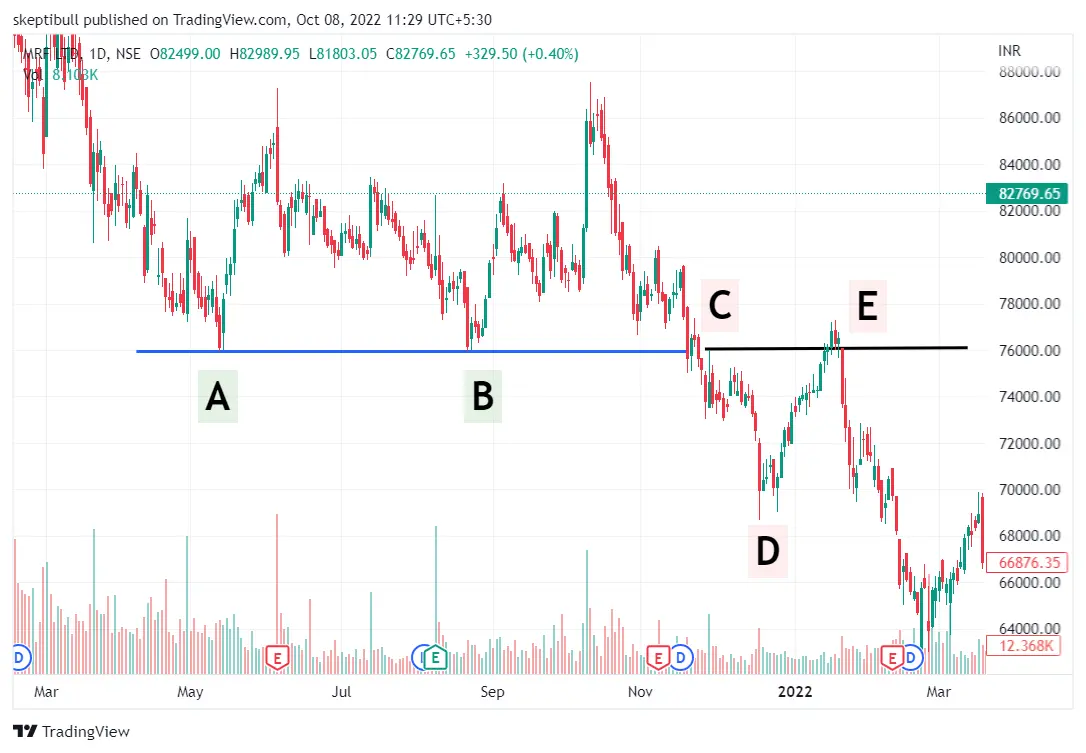 skeptibull published on TradingView.com, Oct 08, 2022 11:29 UTC+5:30
MRF LTD, 1D, NSE O82499.00 H82989.95 L81803.05 C82769.65 +329.50 (+0.40%)
Vol 8.103K
INR
88000.00
86000.00
84000.00
82769.65
82000.00
80000.00
78000.00
76000.00
74000.00
72000.00
70000.00
68000.00
66876.35
66000.00
64000.00
12.368K
C
E
A
B
D
D E E E D E D
Mar May Jul Sep Nov 2022 Mar
TradingView